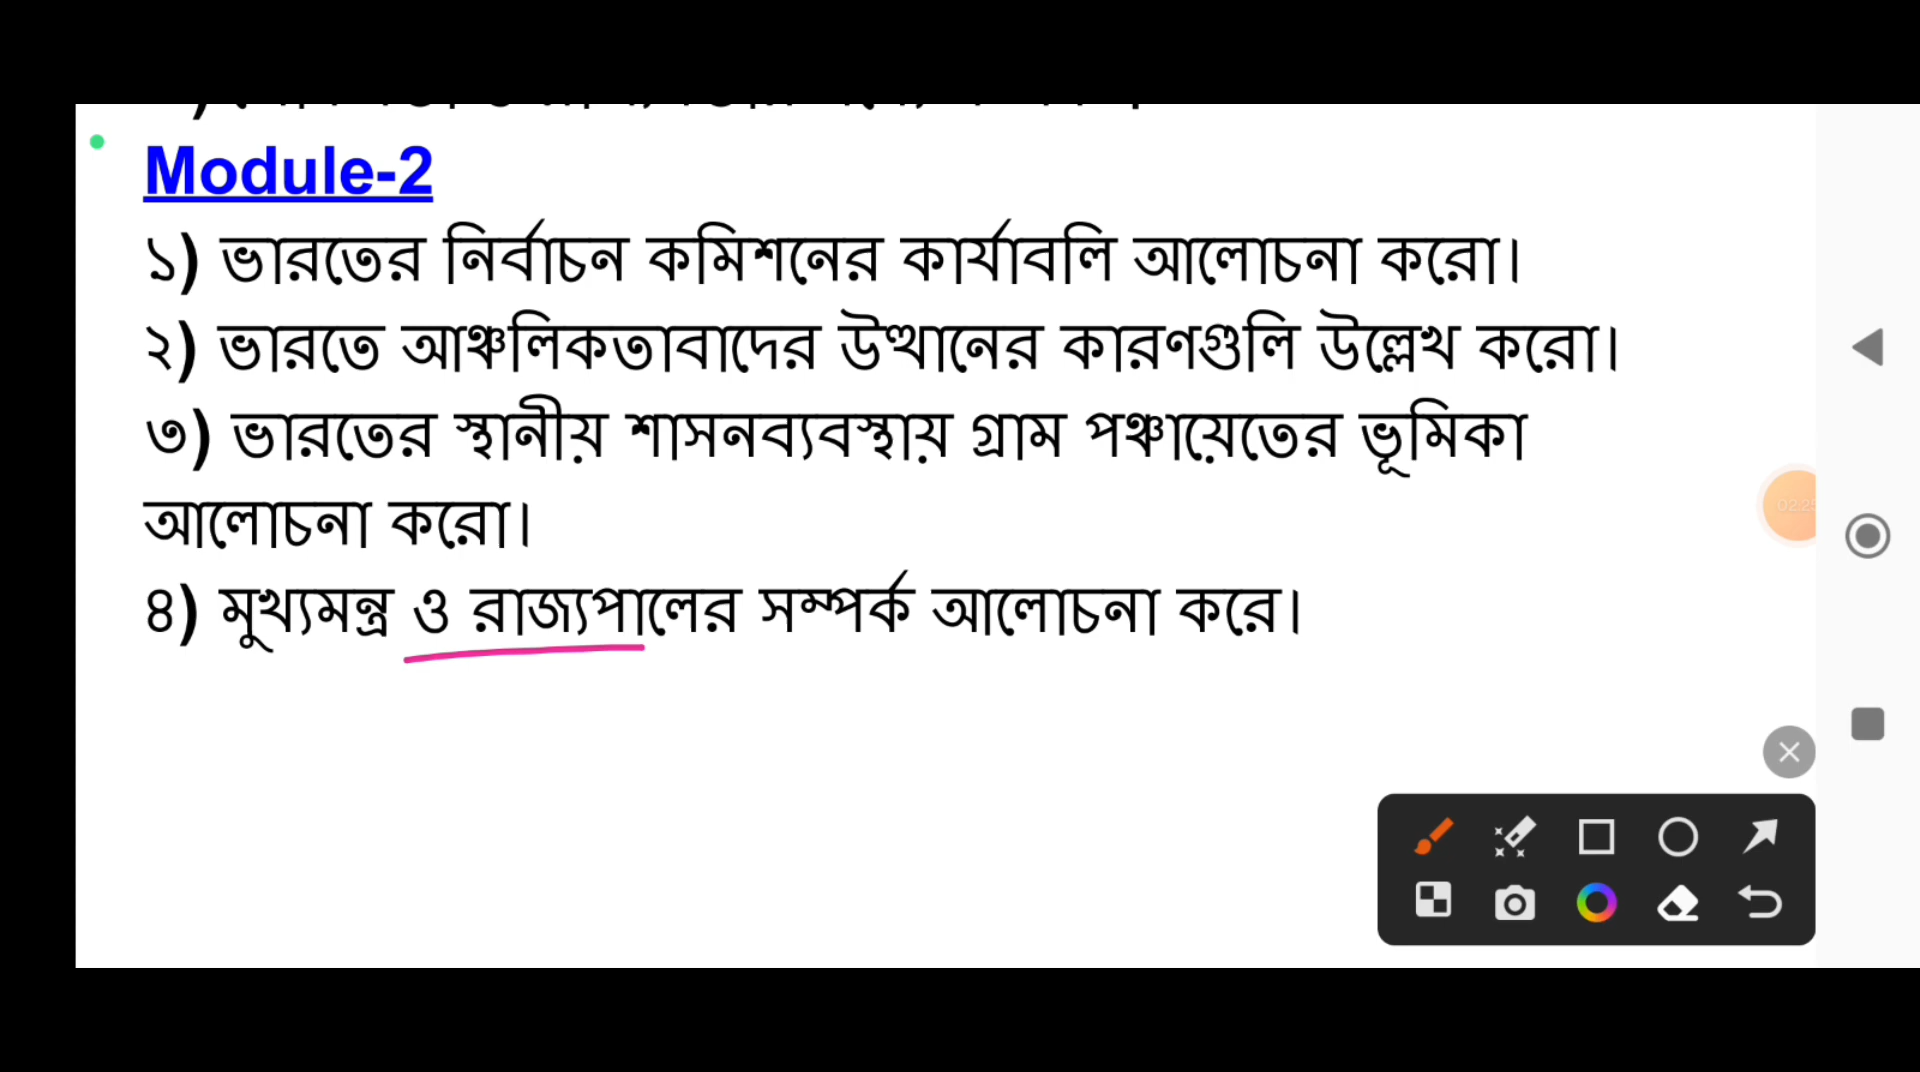 Module-2
১) ভারতের নির্বাচন কমিশনের কার্যাবলি আলোচনা করো।
২) ভারতে আঞ্চলিকতাবাদের উত্থানের কারণগুলি উল্লেখ করো।
৩) ভারতের স্থানীয় শাসনব্যবস্থায় গ্রাম পঞ্চায়েতের ভূমিকা
আলোচনা করো।
৪) মুখ্যমন্ত্র ও রাজ্যপালের সম্পর্ক আলোচনা করে।